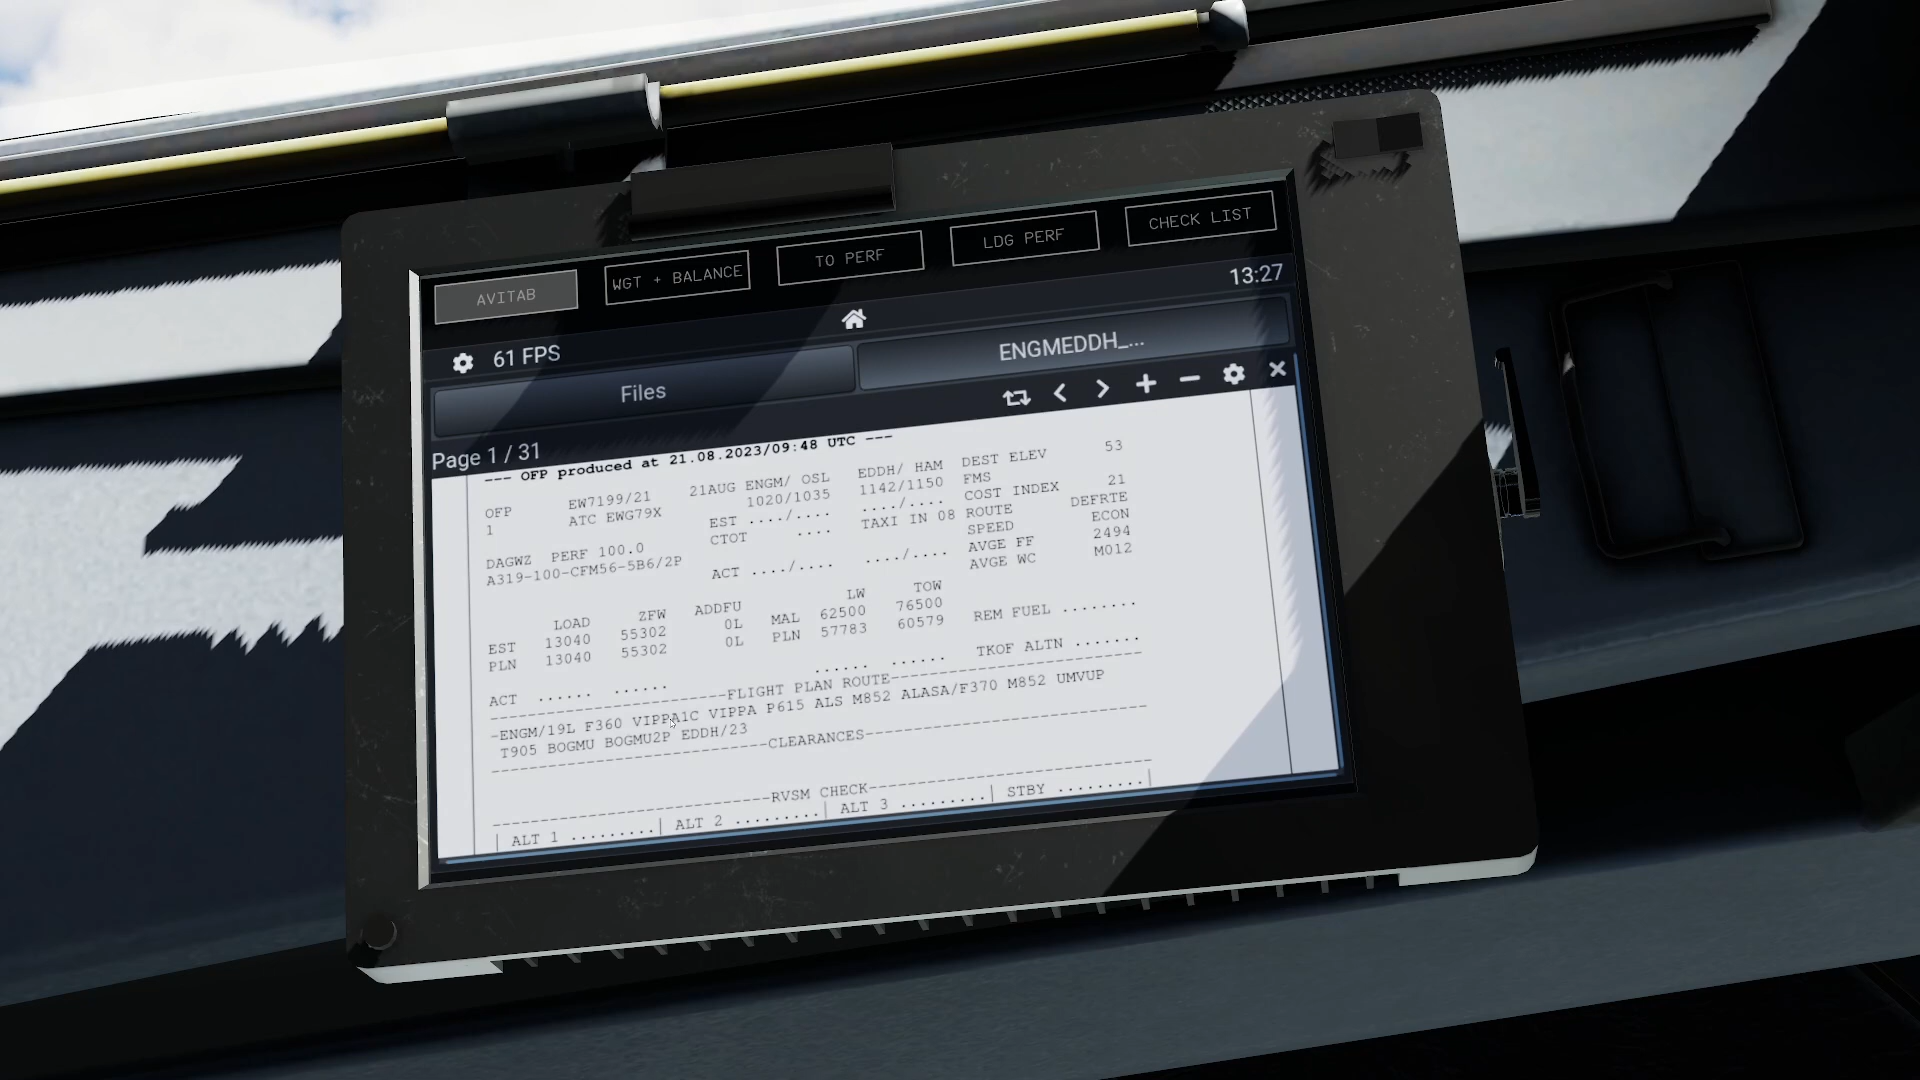 AVITAB
WGT + BALANCE
TO PERF
LDG PERF
CHECK LIST
13:27
61 FPS
Files
ENGMEDDH_...
Page 1 / 31
--- OFP produced at 21.08.2023/09:48 UTC ---
OFP EW7199/21 21AUG ENGM/ OSL EDDH/ HAM DEST ELEV 53
1 ATC EWG79X 1020/1035 1142/1150 FMS
EST ..../.... ..../.... COST INDEX 21
DAGWZ PERF 100.0 CTOT .... TAXI IN 08 ROUTE DEFRTE
A319-100-CFM56-5B6/2P SPEED ECON
ACT ..../.... ..../.... AVGE FF 2494
AVGE WC M012
LOAD ZFW ADDFU LW TOW
EST 13040 55302 0L MAL 62500 76500 REM FUEL ........
PLN 13040 55302 0L PLN 57783 60579
TKOF ALTN .......
ACT ...... ...... ...... ......
--------------------FLIGHT PLAN ROUTE---------------------
-ENGM/19L F360 VIPPA1C VIPPA P615 ALS M852 ALASA/F370 M852 UMVUP
T905 BOGMU BOGMU2P EDDH/23
------------------------CLEARANCES------------------------
------------------------RVSM CHECK------------------------
| ALT 1 .........| ALT 2 .........| ALT 3 .........| STBY .........|